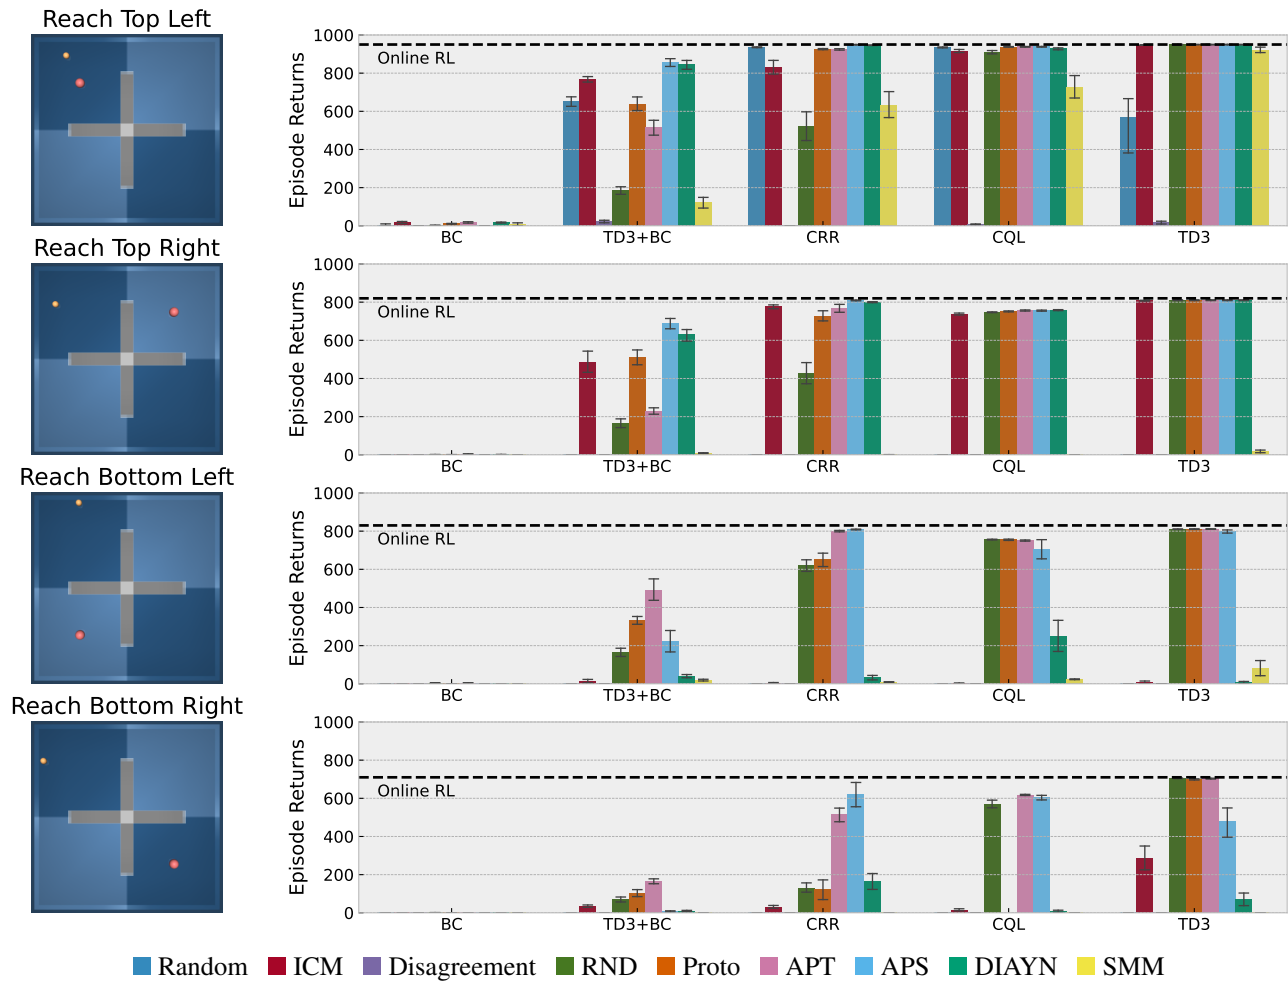 Reach Top Left
Episode Returns
1000
800
600
400
200
0
Online RL
BC TD3+BC CRR CQL TD3
Reach Top Right
Episode Returns
1000
800
600
400
200
0
Online RL
BC TD3+BC CRR CQL TD3
Reach Bottom Left
Episode Returns
1000
800
600
400
200
0
Online RL
BC TD3+BC CRR CQL TD3
Reach Bottom Right
Episode Returns
1000
800
600
400
200
0
Online RL
BC TD3+BC CRR CQL TD3
Random ICM Disagreement RND Proto APT APS DIAYN SMM